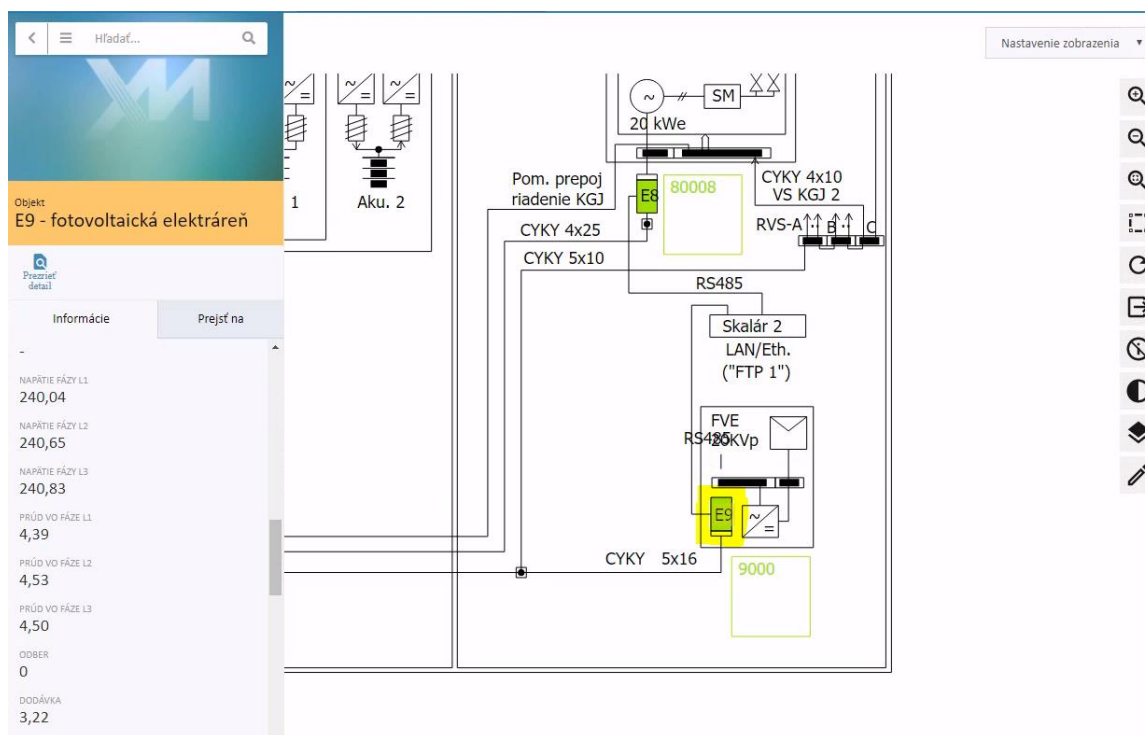 Hľadať...
Objekt
E9 - fotovoltaická elektráreň
Prezrieť
detail
Informácie
Prejsť na
-
NAPÄTIE FÁZY L1
240,04
NAPÄTIE FÁZY L2
240,65
NAPÄTIE FÁZY L3
240,83
PRÚD VO FÁZE L1
4,39
PRÚD VO FÁZE L2
4,53
PRÚD VO FÁZE L3
4,50
ODBER
0
DODÁVKA
3,22
Nastavenie zobrazenia
1
Aku. 2
SM
20 kWe
Pom. prepoj
riadenie KGJ
E8
80008
CYKY 4x10
VS KGJ 2
CYKY 4x25
RVS-A
B
C
CYKY 5x10
RS485
Skalár 2
LAN/Eth.
("FTP 1")
FVE
RS485
20KVp
E9
CYKY 5x16
9000